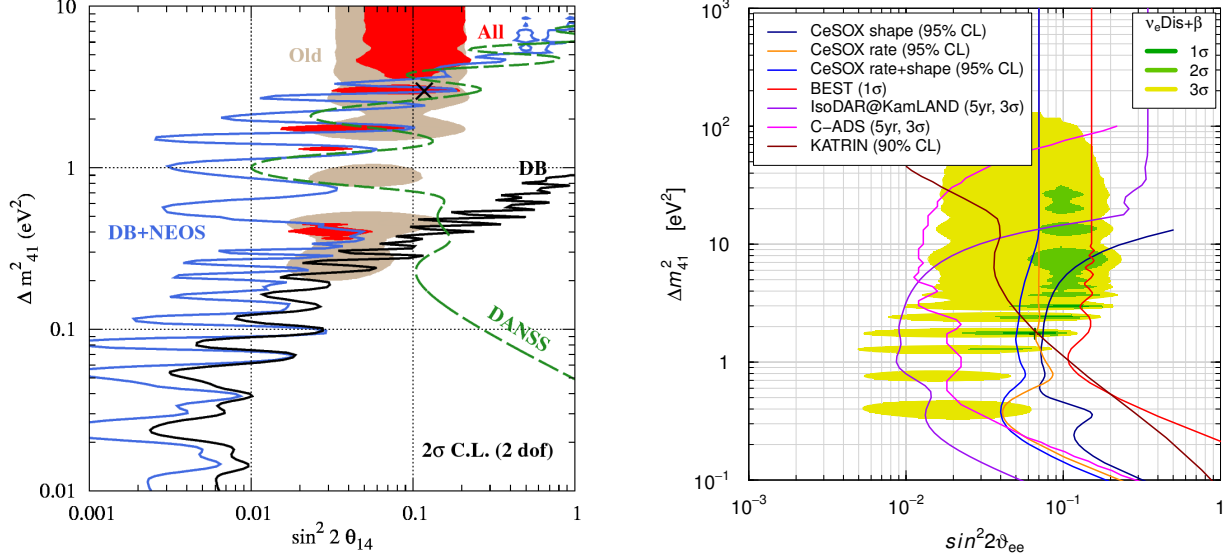 10
1
0.1
0.01
0.001
0.01
0.1
1
Δ m²₄₁ (eV²)
sin² 2 θ₁₄
Old
All
DB
DB+NEOS
DANSS
2σ C.L. (2 dof)
CeSOX shape (95% CL)
CeSOX rate (95% CL)
CeSOX rate+shape (95% CL)
BEST (1σ)
IsoDAR@KamLAND (5yr, 3σ)
C−ADS (5yr, 3σ)
KATRIN (90% CL)
νₑDis+β
1σ
2σ
3σ
10³
10²
10
1
10⁻¹
10⁻³
10⁻²
10⁻¹
1
Δm²₄₁ [eV²]
sin²2ϑₑₑ